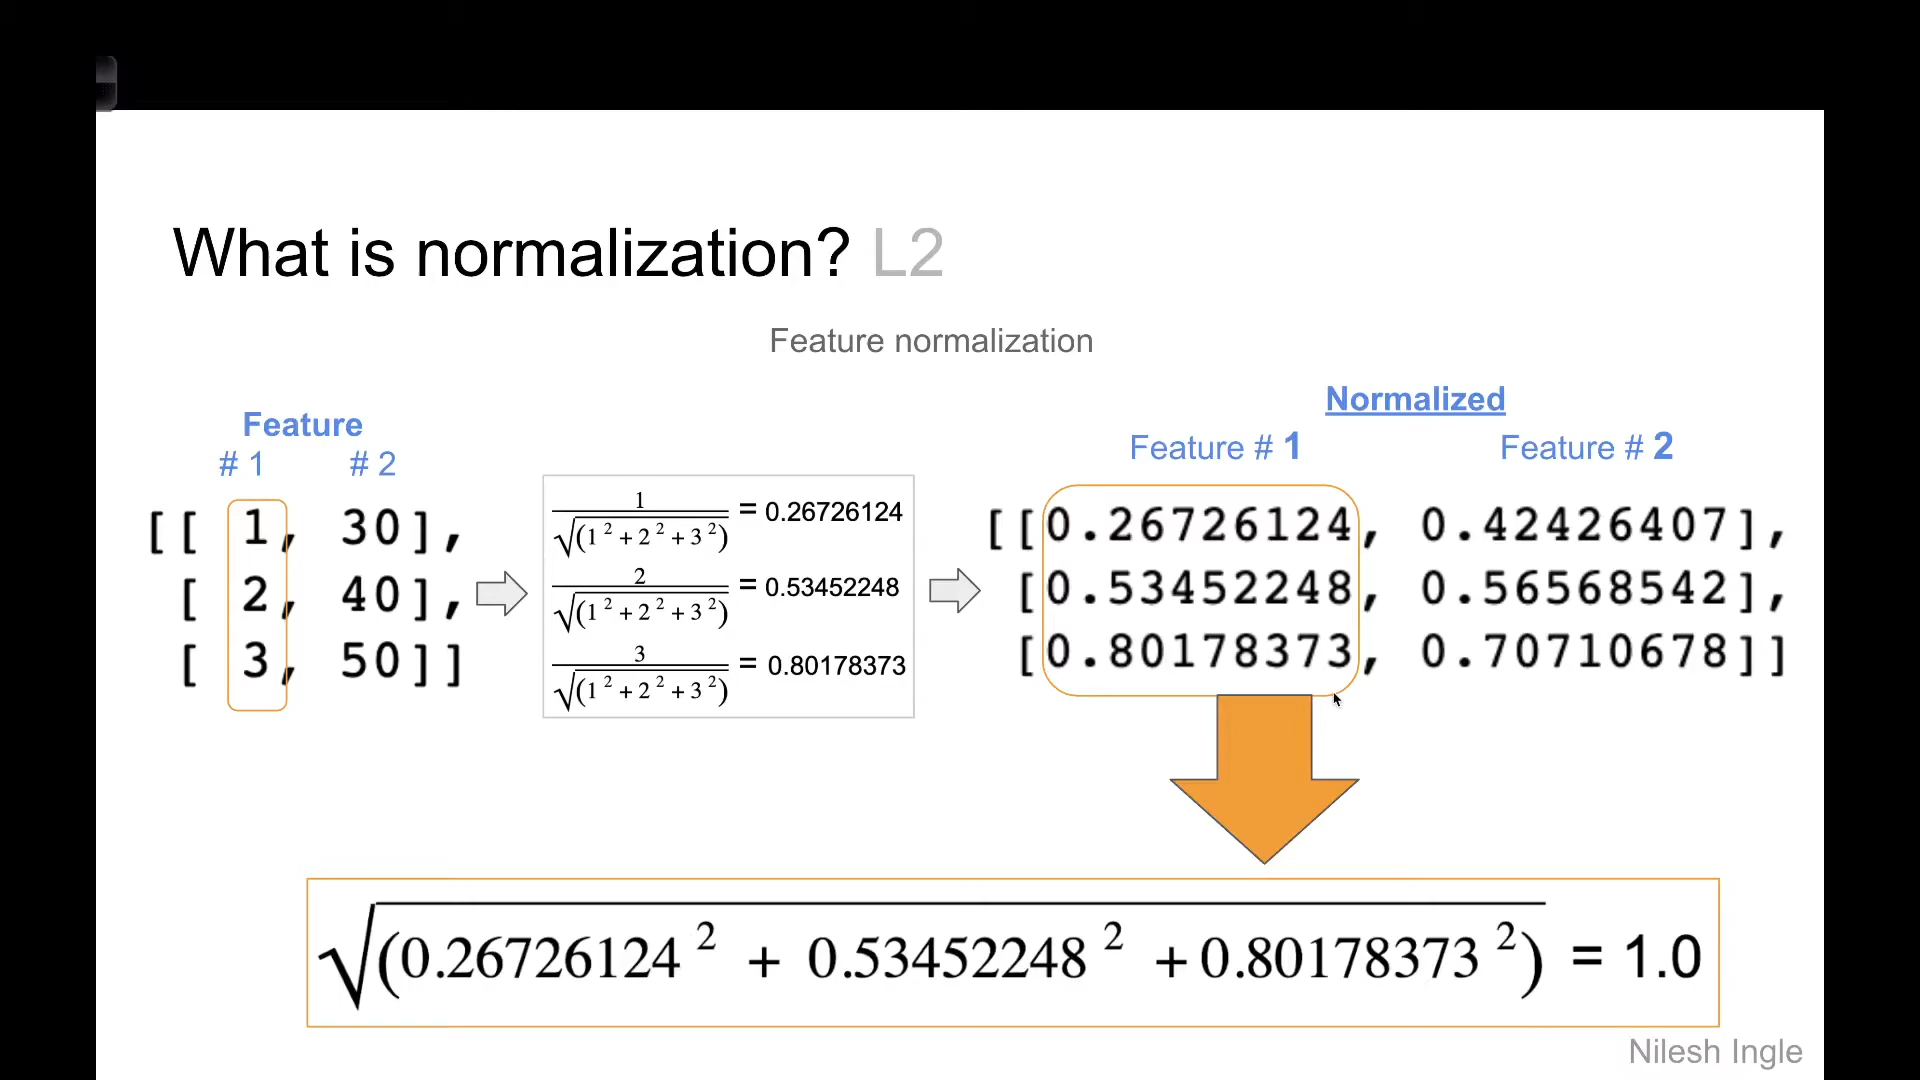 What is normalization? L2
Feature normalization
Feature
# 1 # 2
[[ 1, 30],
[ 2, 40],
[ 3, 50]]
1
√(1² + 2² + 3²) = 0.26726124
2
√(1² + 2² + 3²) = 0.53452248
3
√(1² + 2² + 3²) = 0.80178373
Normalized
Feature # 1 Feature # 2
[[0.26726124, 0.42426407],
[0.53452248, 0.56568542],
[0.80178373, 0.70710678]]
√(0.26726124² + 0.53452248² + 0.80178373²) = 1.0
Nilesh Ingle